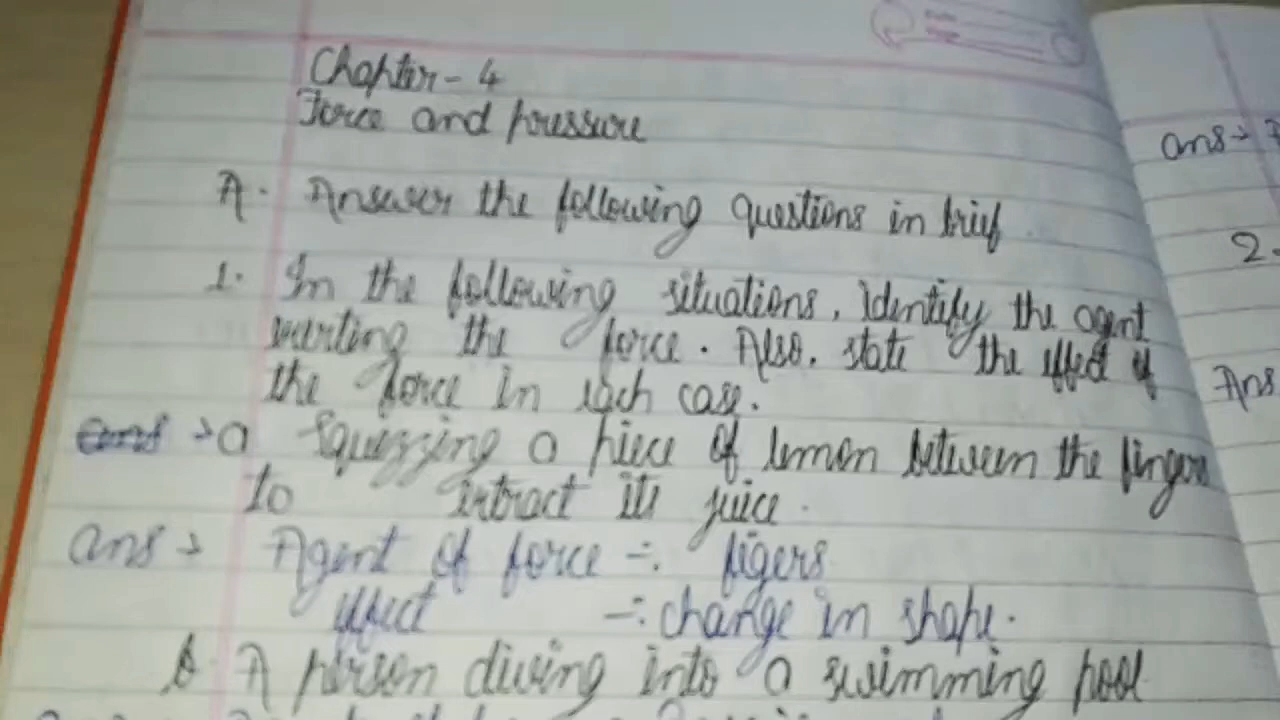 Chapter - 4
Force and pressure
A. Answer the following questions in brief
1. In the following situations, identify the agent
the force. Also, state the effect of
the force in each case.
ans → a Squezzing a piece of lemon between the fingers
to extract its juice.
ans → Agent of force -: figers
effect -: change in shape.
b. A person diving into a swimming pool
ans →
2.
Ans